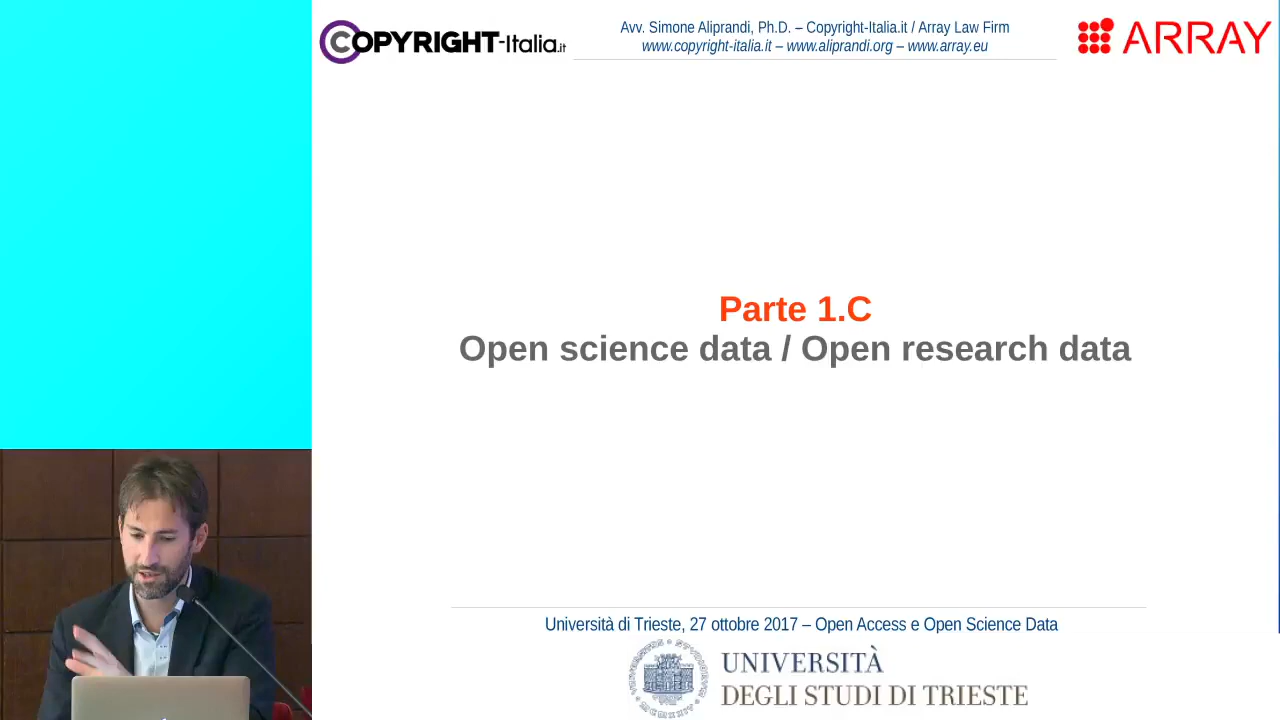 COPYRIGHT-Italia.it
Avv. Simone Aliprandi, Ph.D. – Copyright-Italia.it / Array Law Firm
www.copyright-italia.it – www.aliprandi.org – www.array.eu
ARRAY
Parte 1.C
Open science data / Open research data
Università di Trieste, 27 ottobre 2017 – Open Access e Open Science Data
UNIVERSITÀ
DEGLI STUDI DI TRIESTE